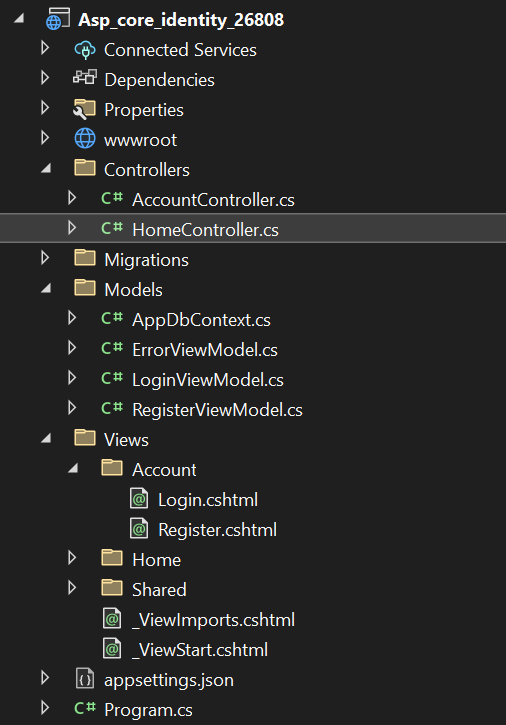 Asp_core_identity_26808
Connected Services
Dependencies
Properties
wwwroot
Controllers
C# AccountController.cs
C# HomeController.cs
Migrations
Models
C# AppDbContext.cs
C# ErrorViewModel.cs
C# LoginViewModel.cs
C# RegisterViewModel.cs
Views
Account
@ Login.cshtml
@ Register.cshtml
Home
Shared
@ _ViewImports.cshtml
@ _ViewStart.cshtml
appsettings.json
C# Program.cs